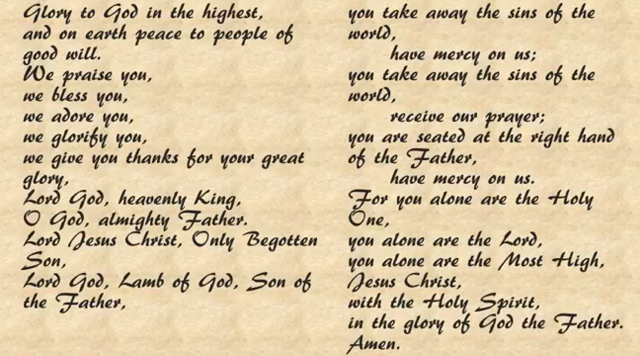 Glory to God in the highest,
and on earth peace to people of
good will.
We praise you,
we bless you,
we adore you,
we glorify you,
we give you thanks for your great
glory,
Lord God, heavenly King,
O God, almighty Father.
Lord Jesus Christ, Only Begotten
Son,
Lord God, Lamb of God, Son of
the Father,
you take away the sins of the
world,
have mercy on us;
you take away the sins of the
world,
receive our prayer;
you are seated at the right hand
of the Father,
have mercy on us.
For you alone are the Holy
One,
you alone are the Lord,
you alone are the Most High,
Jesus Christ,
with the Holy Spirit,
in the glory of God the Father.
Amen.